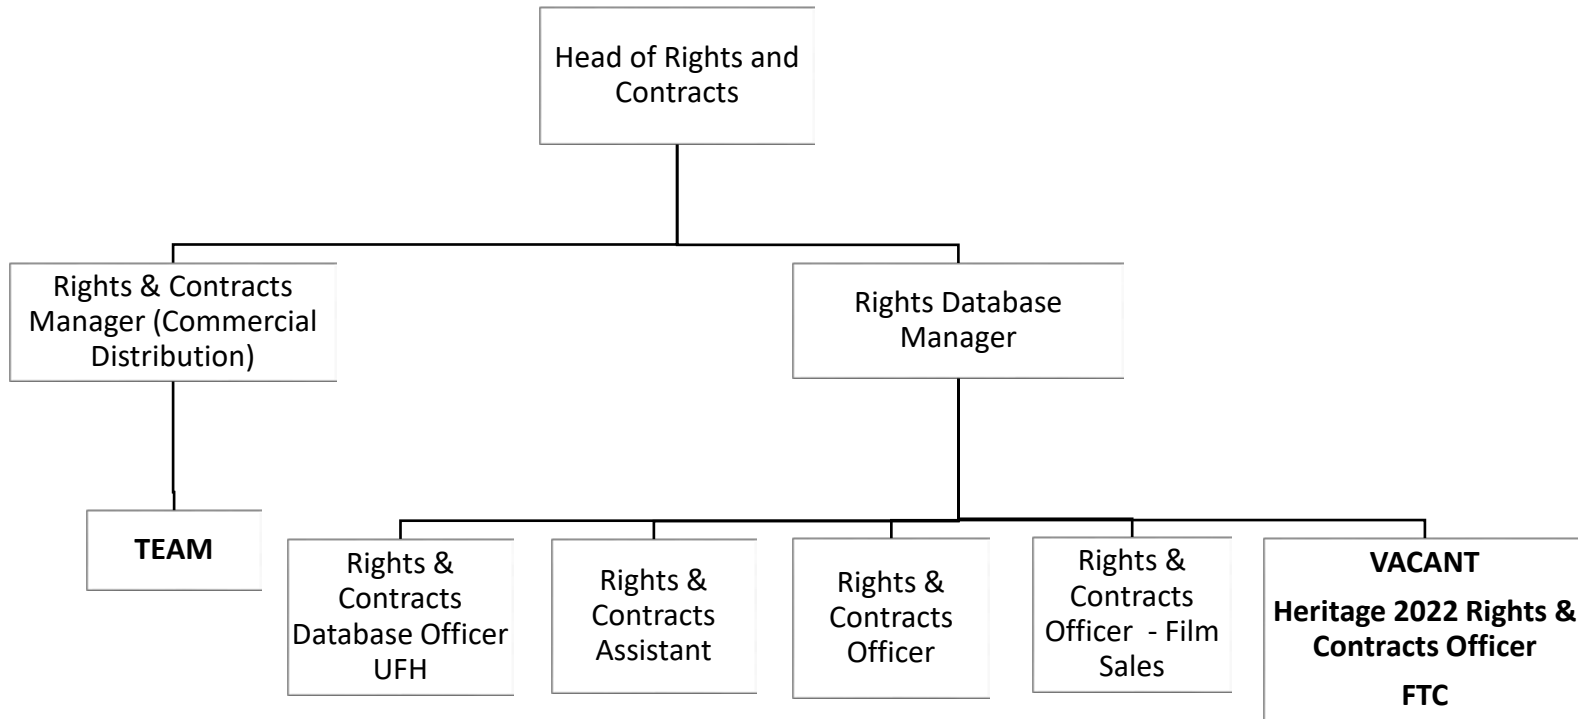 Head of Rights and
Contracts
Rights & Contracts
Manager (Commercial
Distribution)
Rights Database
Manager
TEAM
Rights &
Contracts
Database Officer
UFH
Rights &
Contracts
Assistant
Rights &
Contracts
Officer
Rights &
Contracts
Officer - Film
Sales
VACANT
Heritage 2022 Rights &
Contracts Officer
FTC